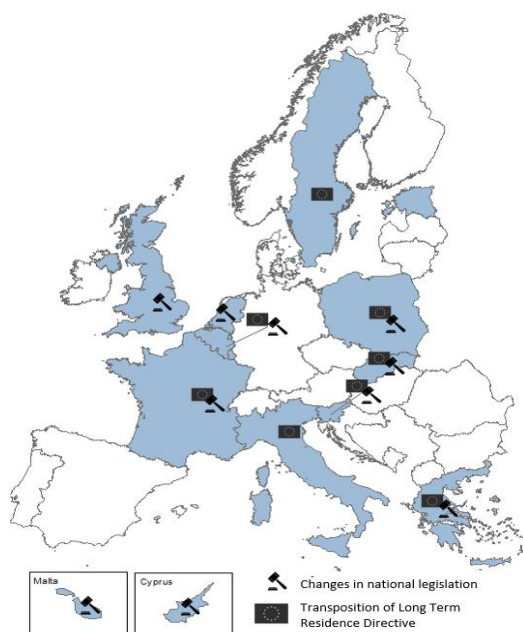 Malta
Cyprus
Changes in national legislation
Transposition of Long Term
Residence Directive